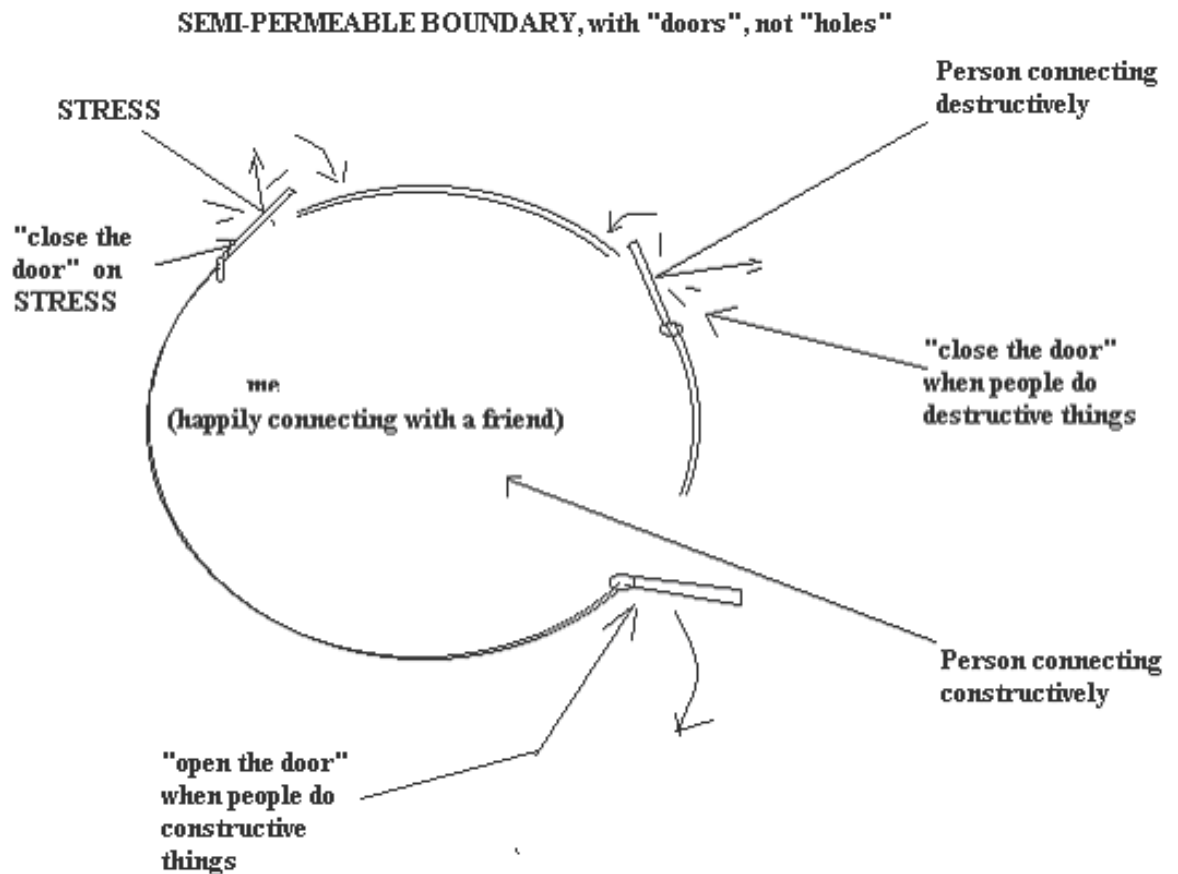 SEMI-PERMEABLE BOUNDARY, with "doors", not "holes"
Person connecting
destructively
STRESS
"close the
door" on
STRESS
"close the door"
when people do
destructive things
me
(happily connecting with a friend)
Person connecting
constructively
"open the door"
when people do
constructive
things